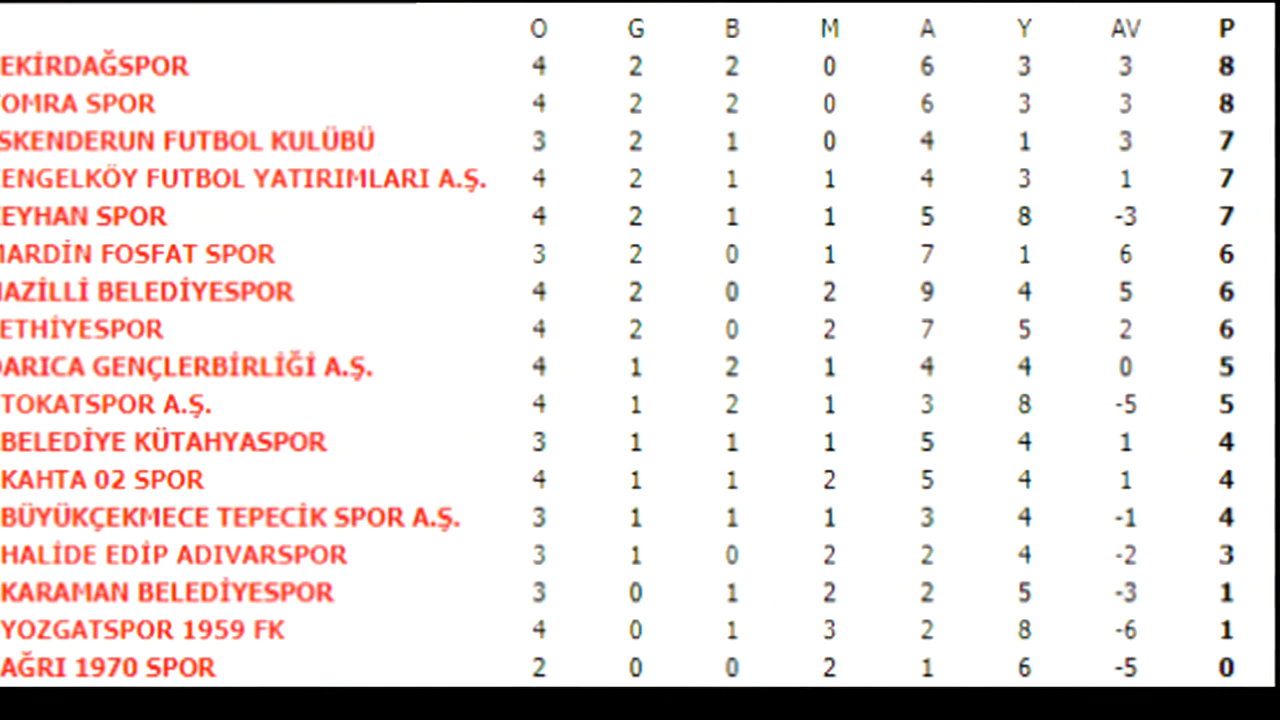 O G B M A Y AV P
EKİRDAĞSPOR 4 2 2 0 6 3 3 8
OMRA SPOR 4 2 2 0 6 3 3 8
SKENDERUN FUTBOL KULÜBÜ 3 2 1 0 4 1 3 7
ENGELKÖY FUTBOL YATIRIMLARI A.Ş. 4 2 1 1 4 3 1 7
EYHAN SPOR 4 2 1 1 5 8 -3 7
MARDİN FOSFAT SPOR 3 2 0 1 7 1 6 6
NAZİLLİ BELEDİYESPOR 4 2 0 2 9 4 5 6
ETHİYESPOR 4 2 0 2 7 5 2 6
DARICA GENÇLERBİRLİĞİ A.Ş. 4 1 2 1 4 4 0 5
TOKATSPOR A.Ş. 4 1 2 1 3 8 -5 5
BELEDİYE KÜTAHYASPOR 3 1 1 1 5 4 1 4
KAHTA 02 SPOR 4 1 1 2 5 4 1 4
BÜYÜKÇEKMECE TEPECİK SPOR A.Ş. 3 1 1 1 3 4 -1 4
HALİDE EDİP ADIVARSPOR 3 1 0 2 2 4 -2 3
KARAMAN BELEDİYESPOR 3 0 1 2 2 5 -3 1
YOZGATSPOR 1959 FK 4 0 1 3 2 8 -6 1
AĞRI 1970 SPOR 2 0 0 2 1 6 -5 0